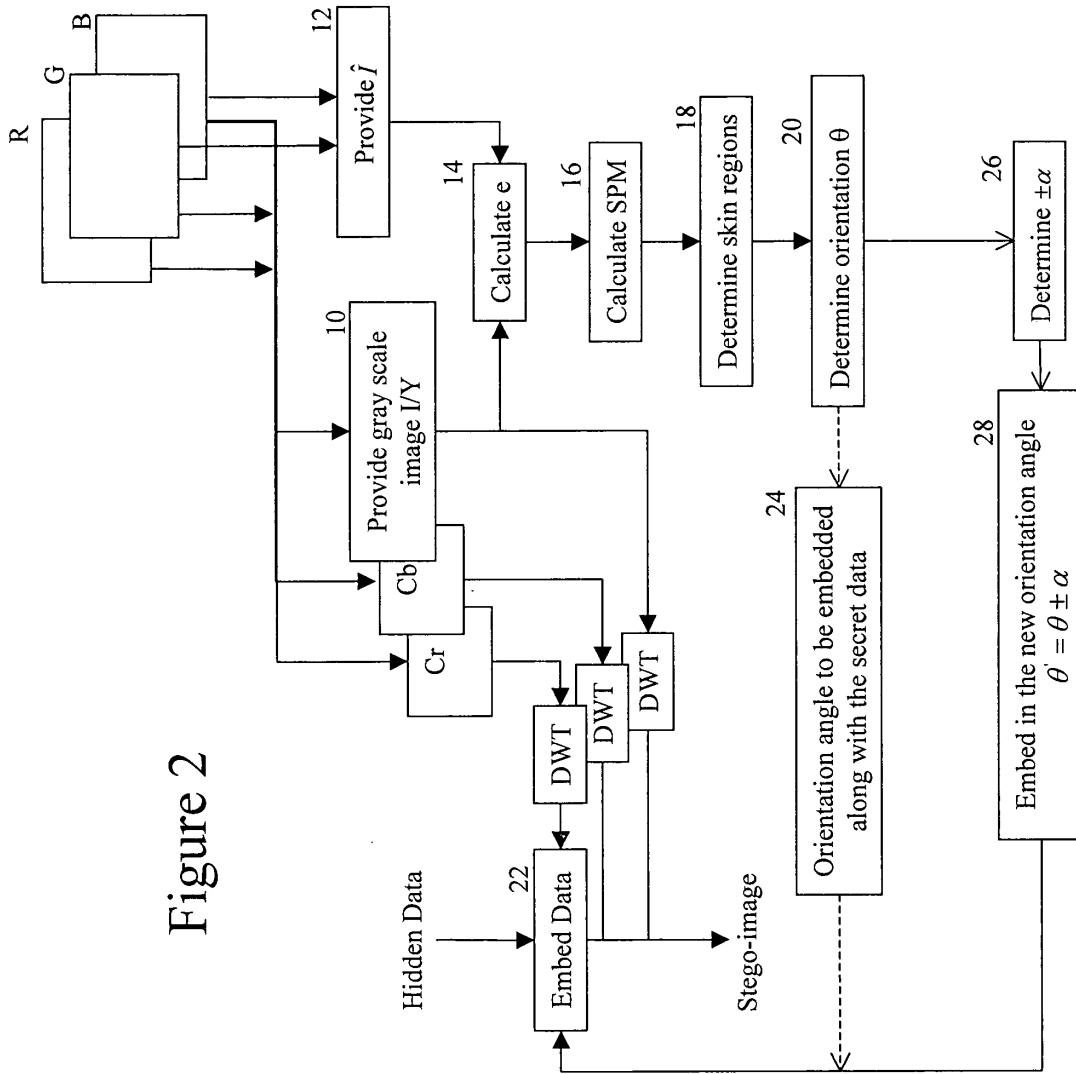 Figure 2
R
G
B
12
Provide Î
10
Provide gray scale
image I/Y
Cb
Cr
14
Calculate e
16
Calculate SPM
18
Determine skin regions
20
Determine orientation θ
DWT
DWT
DWT
Hidden Data
22
Embed Data
Stego-image
24
Orientation angle to be embedded
along with the secret data
26
Determine ±α
28
Embed in the new orientation angle
θ' = θ ± α